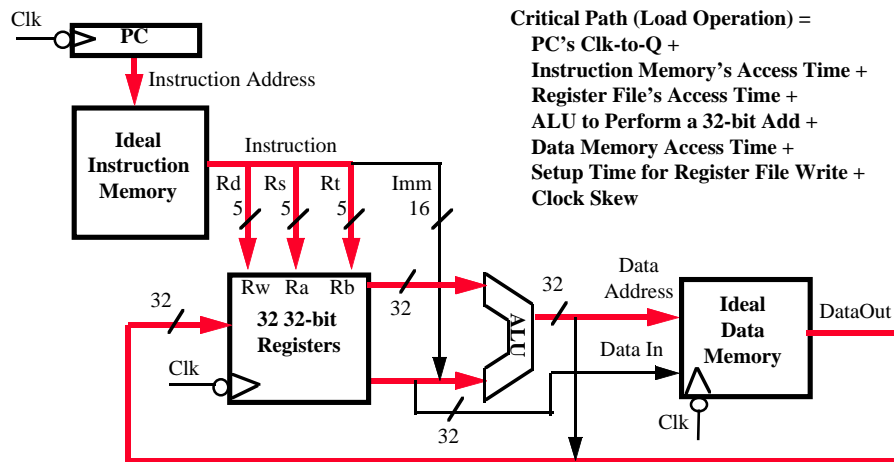 Clk
PC
Instruction Address
Ideal
Instruction
Memory
Instruction
Rd
Rs
Rt
Imm
5
5
5
16
Critical Path (Load Operation) =
PC's Clk-to-Q +
Instruction Memory's Access Time +
Register File's Access Time +
ALU to Perform a 32-bit Add +
Data Memory Access Time +
Setup Time for Register File Write +
Clock Skew
32
Rw Ra Rb
32 32-bit
Registers
Clk
32
32
ALU
32
Data
Address
Data In
Ideal
Data
Memory
Clk
DataOut